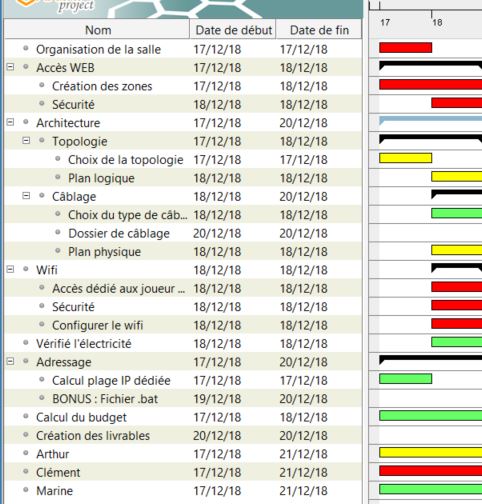 project
17 18
Nom Date de début Date de fin
Organisation de la salle 17/12/18 17/12/18
Accès WEB 17/12/18 18/12/18
Création des zones 17/12/18 18/12/18
Sécurité 18/12/18 18/12/18
Architecture 17/12/18 20/12/18
Topologie 17/12/18 18/12/18
Choix de la topologie 17/12/18 17/12/18
Plan logique 18/12/18 18/12/18
Câblage 18/12/18 20/12/18
Choix du type de câb... 18/12/18 18/12/18
Dossier de câblage 20/12/18 20/12/18
Plan physique 18/12/18 18/12/18
Wifi 18/12/18 18/12/18
Accès dédié aux joueur ... 18/12/18 18/12/18
Sécurité 18/12/18 18/12/18
Configurer le wifi 18/12/18 18/12/18
Vérifié l'électricité 18/12/18 18/12/18
Adressage 17/12/18 20/12/18
Calcul plage IP dédiée 17/12/18 17/12/18
BONUS : Fichier .bat 19/12/18 20/12/18
Calcul du budget 17/12/18 18/12/18
Création des livrables 20/12/18 20/12/18
Arthur 17/12/18 21/12/18
Clément 17/12/18 21/12/18
Marine 17/12/18 21/12/18